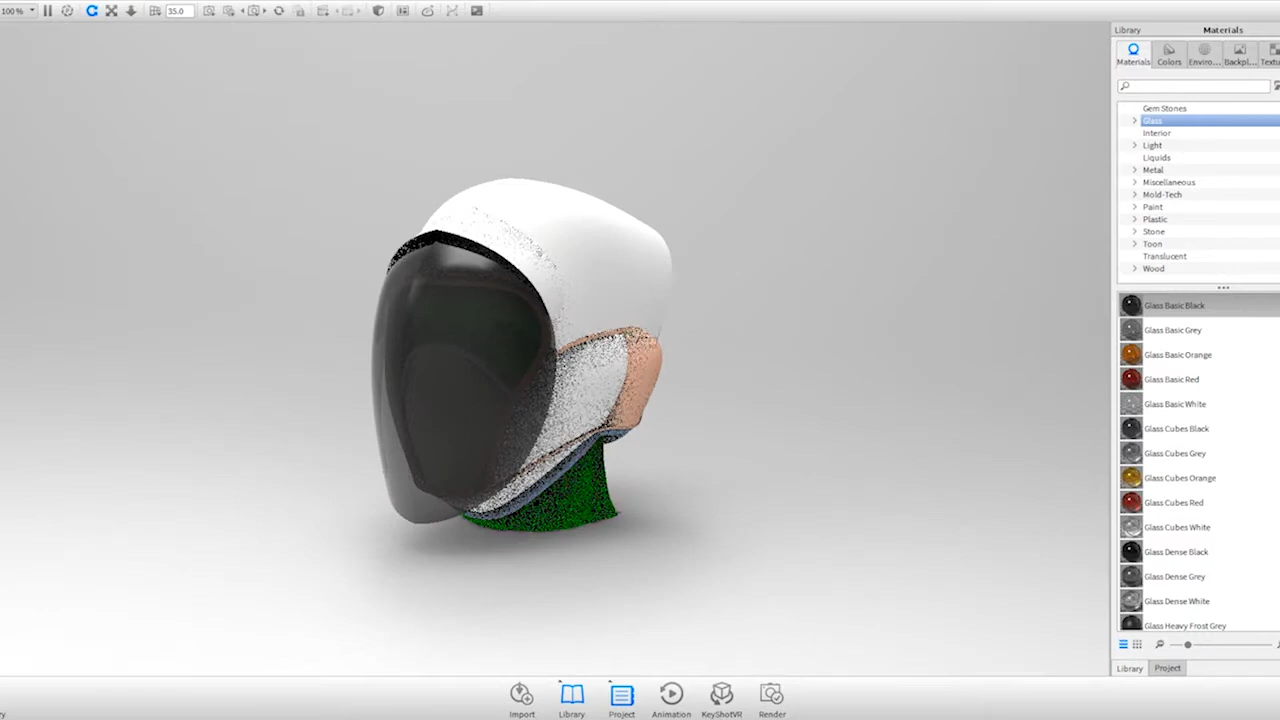 100 %
35.0
Library
Materials
Materials
Colors
Enviro...
Backpl...
Textu
Gem Stones
Glass
Interior
Light
Liquids
Metal
Miscellaneous
Mold-Tech
Paint
Plastic
Stone
Toon
Translucent
Wood
Glass Basic Black
Glass Basic Grey
Glass Basic Orange
Glass Basic Red
Glass Basic White
Glass Cubes Black
Glass Cubes Grey
Glass Cubes Orange
Glass Cubes Red
Glass Cubes White
Glass Dense Black
Glass Dense Grey
Glass Dense White
Glass Heavy Frost Grey
Library
Project
Import
Library
Project
Animation
KeyShotVR
Render